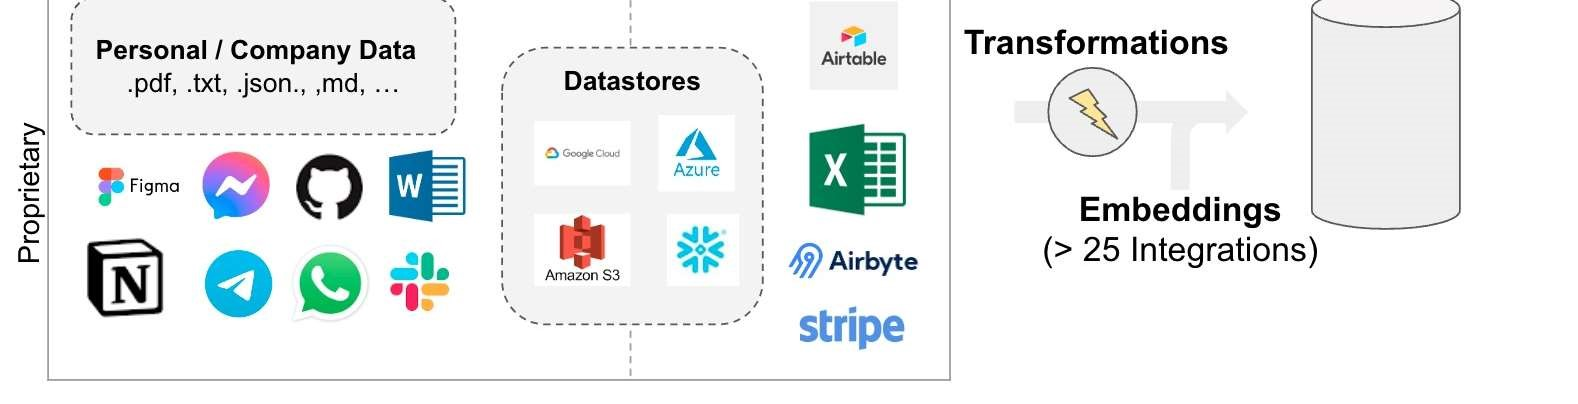 Proprietary
Personal / Company Data
.pdf, .txt, .json., ,md, …
Figma
W
N
Datastores
Google Cloud
Azure
Amazon S3
Airtable
X
Airbyte
stripe
Transformations
Embeddings
(> 25 Integrations)